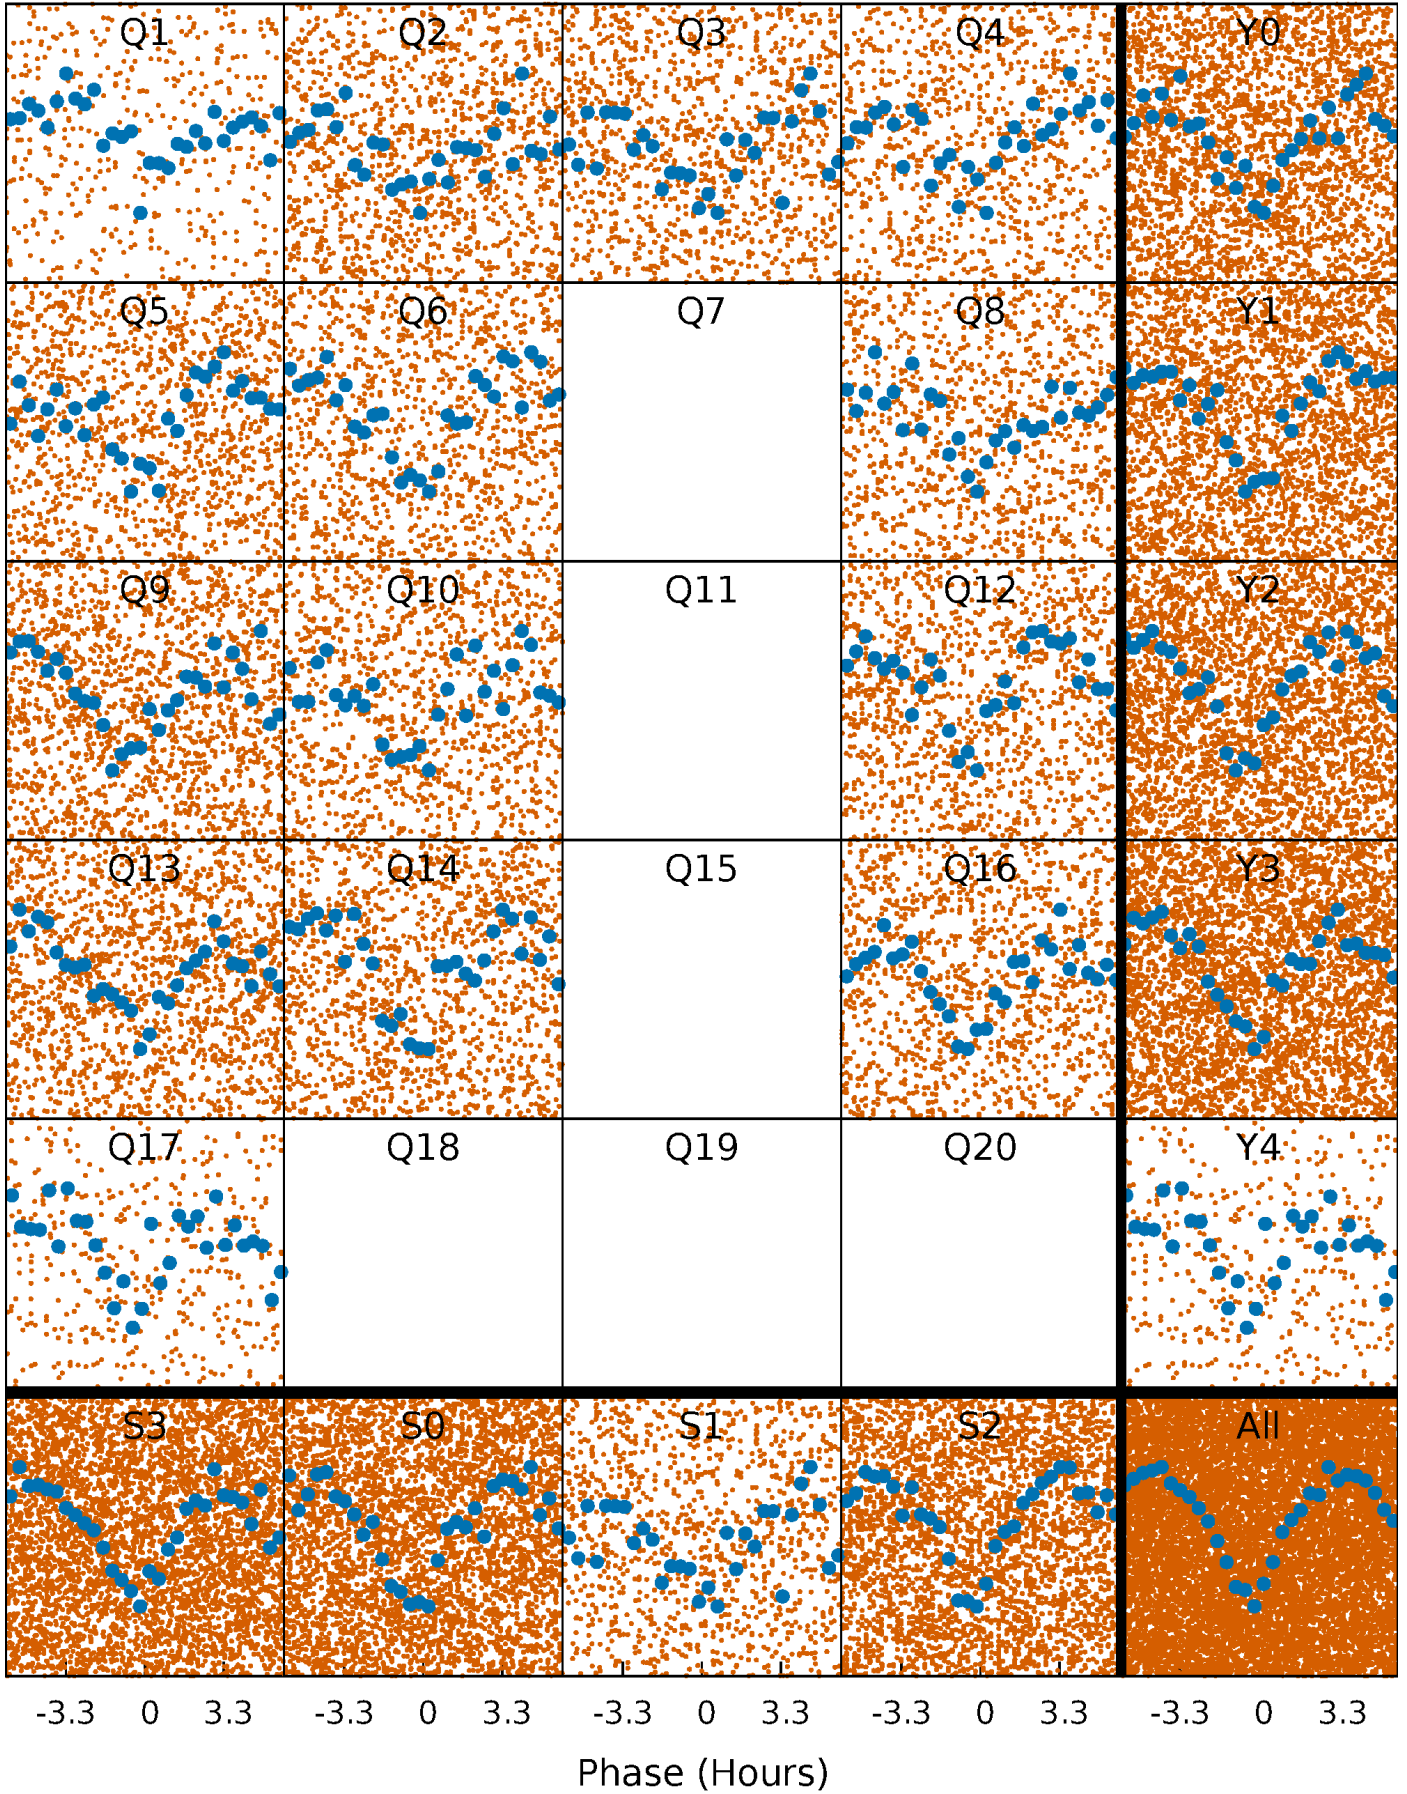 Q1 Q2 Q3 Q4 Y0
Q5 Q6 Q7 Q8 Y1
Q9 Q10 Q11 Q12 Y2
Q13 Q14 Q15 Q16 Y3
Q17 Q18 Q19 Q20 Y4
S3 S0 S1 S2 All
-3.3 0 3.3 -3.3 0 3.3 -3.3 0 3.3 -3.3 0 3.3 -3.3 0 3.3
Phase (Hours)